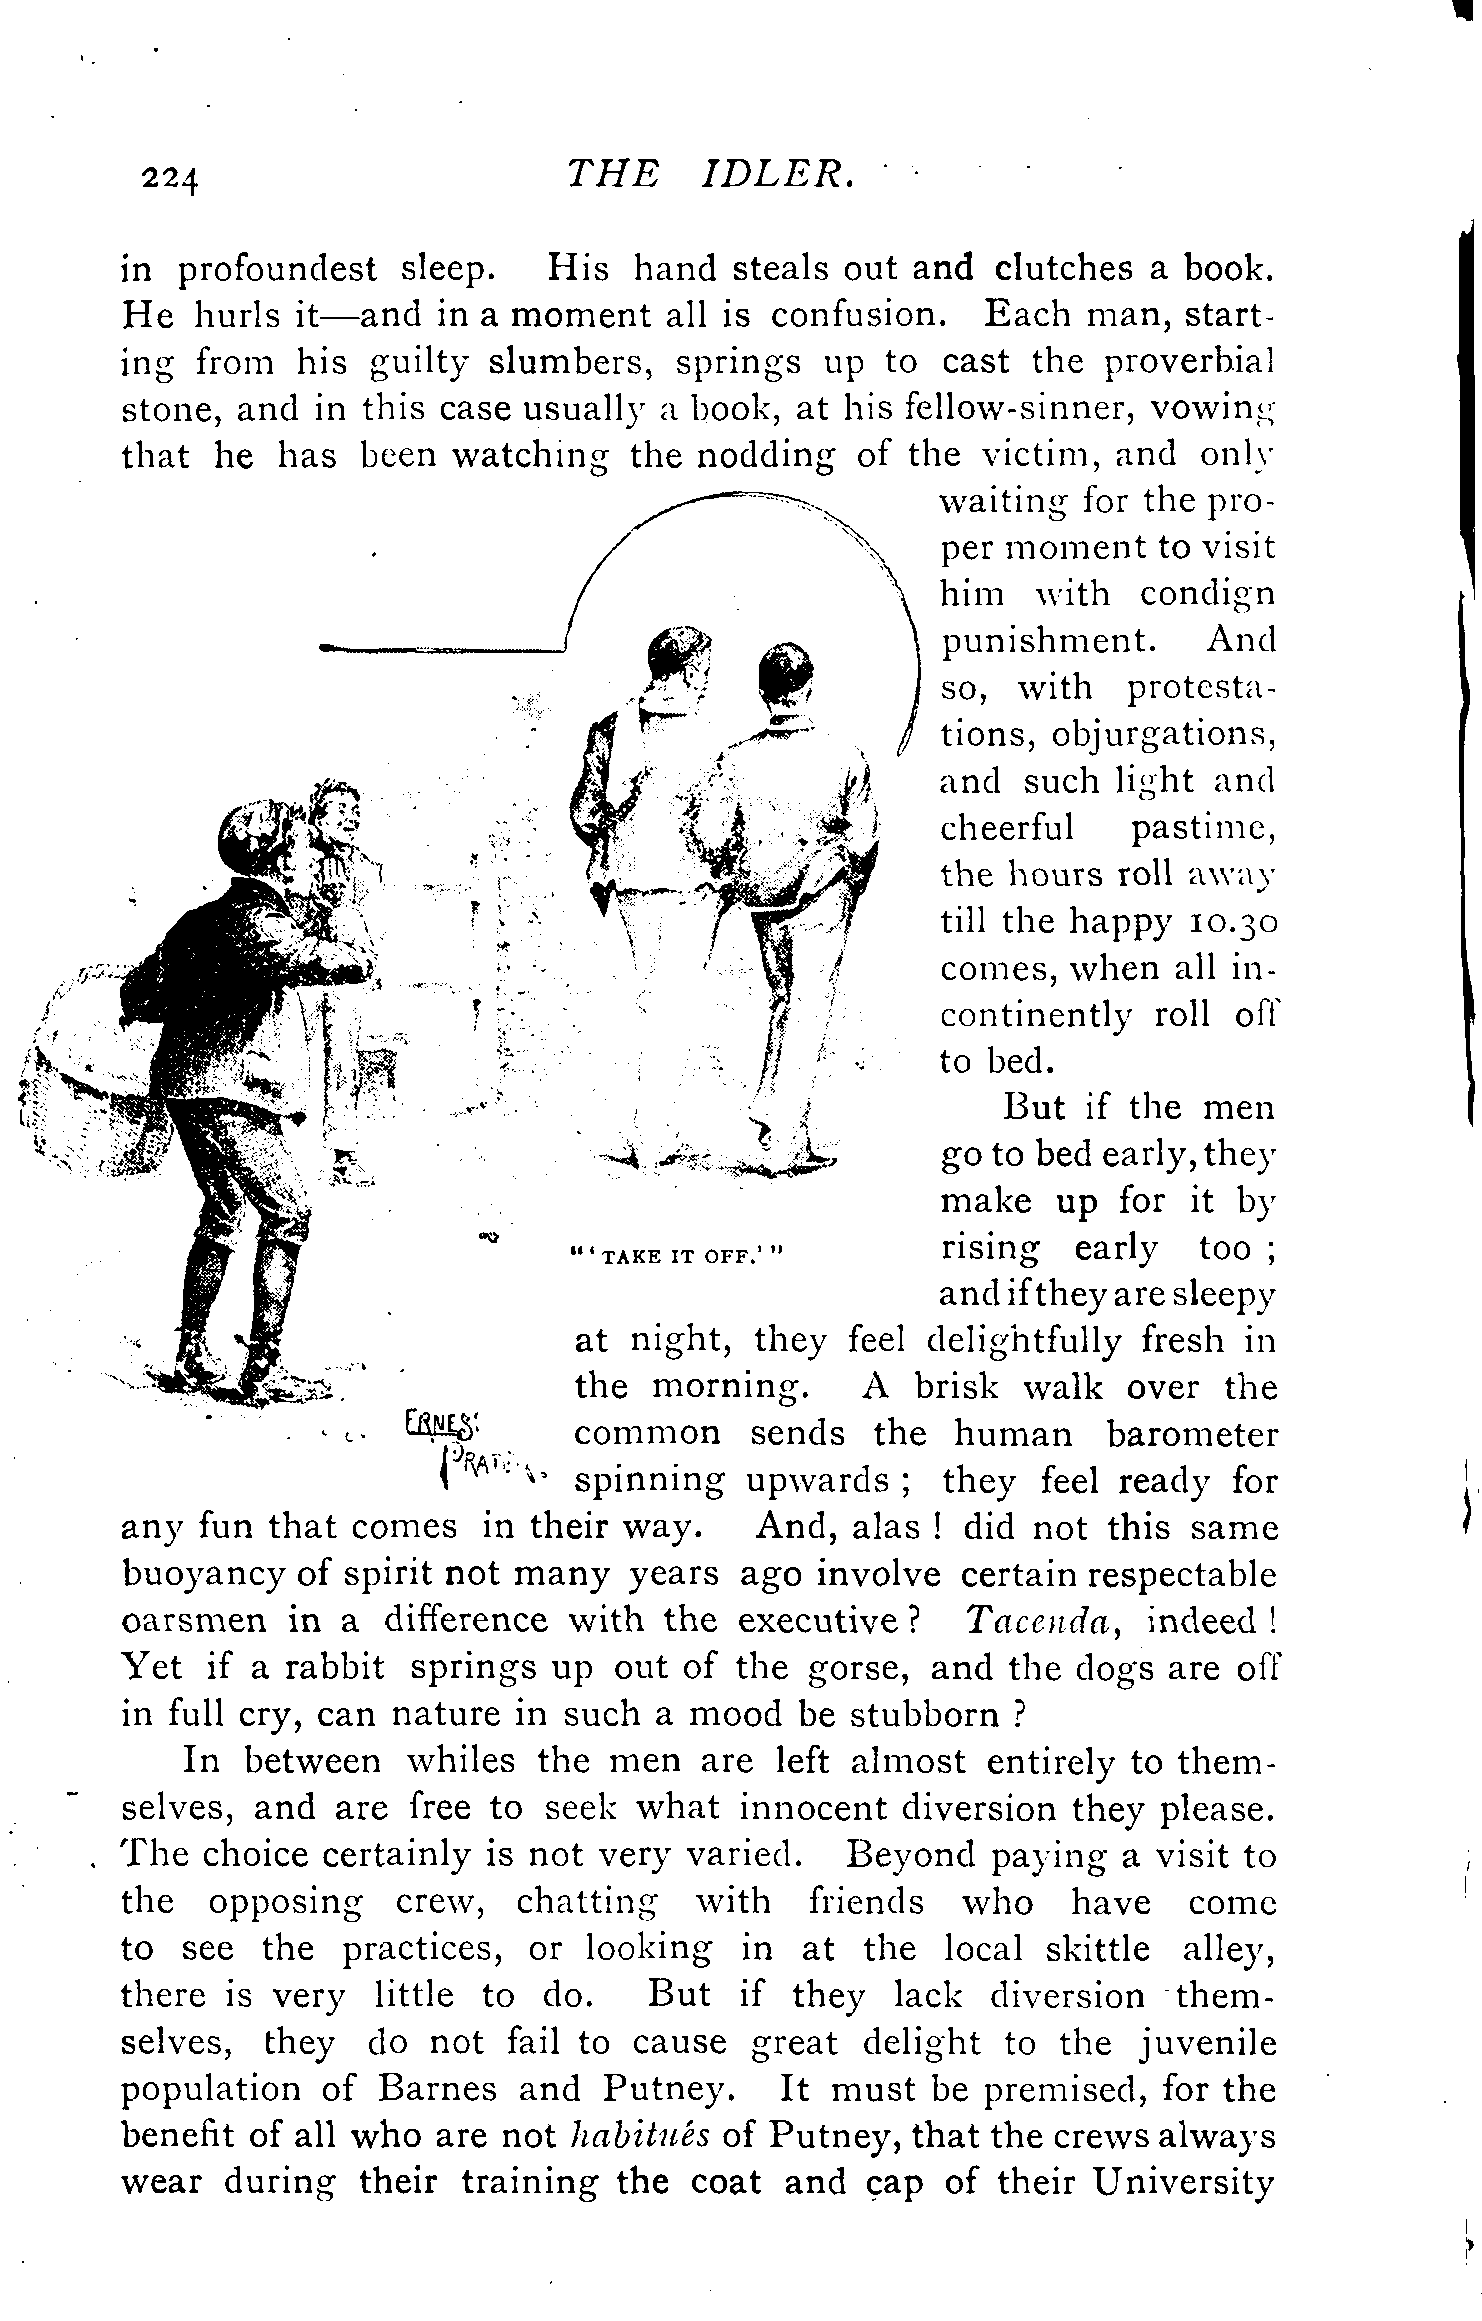 224
THE IDLER.
in profoundest sleep. His hand steals out and clutches a book.
He hurls it—and in a moment all is confusion. Each man, start-
ing from his guilty slumbers, springs up to cast the proverbial
stone, and in this case usually a book, at his fellow-sinner, vowing
that he has been watching the nodding of the victim, and only
waiting for the pro-
per moment to visit
him with condign
punishment. And
so, with protesta-
tions, objurgations,
and such light and
cheerful pastime,
the hours roll away
till the happy 10.30
comes, when all in-
continently roll off
to bed.
But if the men
go to bed early, they
make up for it by
rising early too ;
and if they are sleepy
at night, they feel delightfully fresh in
the morning. A brisk walk over the
common sends the human barometer
spinning upwards ; they feel ready for
any fun that comes in their way. And, alas ! did not this same
buoyancy of spirit not many years ago involve certain respectable
oarsmen in a difference with the executive ? Tacenda, indeed !
Yet if a rabbit springs up out of the gorse, and the dogs are off
in full cry, can nature in such a mood be stubborn ?
In between whiles the men are left almost entirely to them-
selves, and are free to seek what innocent diversion they please.
The choice certainly is not very varied. Beyond paying a visit to
the opposing crew, chatting with friends who have come
to see the practices, or looking in at the local skittle alley,
there is very little to do. But if they lack diversion them-
selves, they do not fail to cause great delight to the juvenile
population of Barnes and Putney. It must be premised, for the
benefit of all who are not habitués of Putney, that the crews always
wear during their training the coat and cap of their University
"'TAKE IT OFF.'"